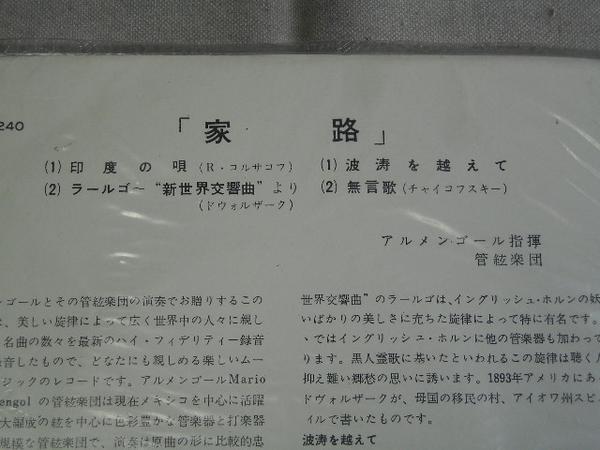 240
「家路」
(1) 印度の唄 (R・コルサコフ)
(2) ラールゴ～“新世界交響曲”より
(ドヴォルザーク)
(1) 波涛を越えて
(2) 無言歌 (チャイコフスキー)
アルメン・ゴール指揮
管絃楽団
ンゴールとその管絃楽団の演奏でお贈りするこの
は、美しい旋律によって広く世界中の人々に親し
名曲の数々を最新のハイ・フィデリティー録音
音したもので、どなたにも親しめる楽しいムー
ジックのレコードです。アルメンゴールMario
engol の管絃楽団は現在メキシコを中心に活躍
大編成の絃を中心に色彩豊かな管楽器と打楽器
規模な管絃楽団で、演奏は原曲の形に比較的忠
世界交響曲”のラールゴは、イングリッシュ・ホルンの妖
いばかりの美しさに充ちた旋律によって特に有名です。
ではイングリッシュ・ホルンに他の管楽器も加わって
ります。黒人霊歌に基いたといわれるこの旋律は聴く人
抑え難い郷愁の思いに誘います。1893年アメリカにあ
ドヴォルザークが、母国の移民の村、アイオワ州スピ
イルで書いたものです。
波涛を越えて